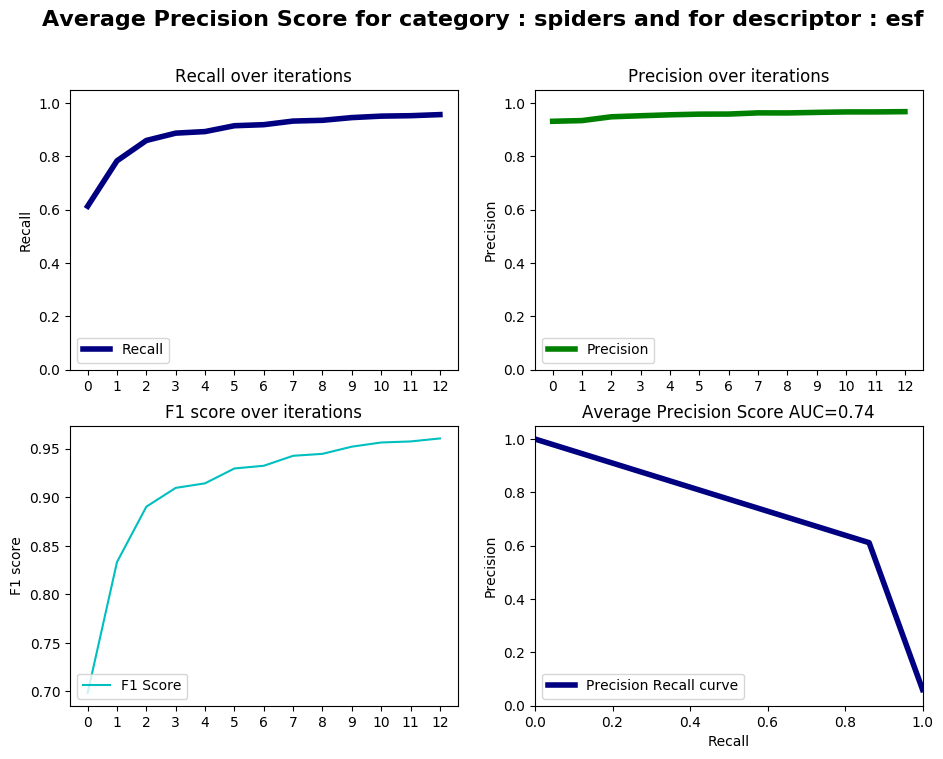 Average Precision Score for category : spiders and for descriptor : esf
Recall over iterations
1.0
0.8
0.6
0.4
0.2
0.0
Recall
Recall
0 1 2 3 4 5 6 7 8 9 10 11 12
Precision over iterations
1.0
0.8
0.6
0.4
0.2
0.0
Precision
Precision
0 1 2 3 4 5 6 7 8 9 10 11 12
F1 score over iterations
0.95
0.90
0.85
0.80
0.75
0.70
F1 score
F1 Score
0 1 2 3 4 5 6 7 8 9 10 11 12
Average Precision Score AUC=0.74
1.0
0.8
0.6
0.4
0.2
0.0
Precision
Precision Recall curve
0.0 0.2 0.4 0.6 0.8 1.0
Recall